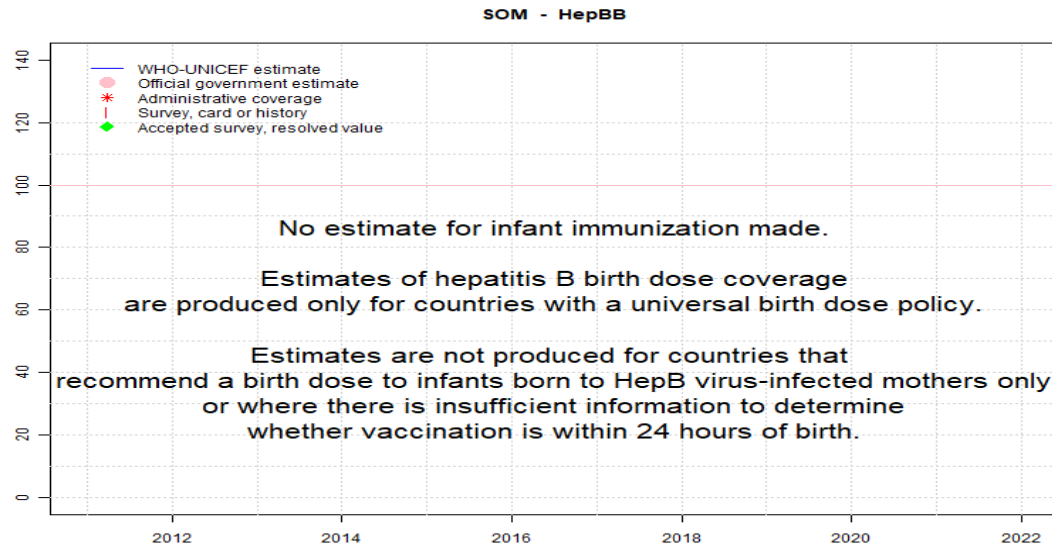 SOM - HepBB
140
120
100
80
60
40
20
0
WHO-UNICEF estimate
Official government estimate
Administrative coverage
Survey, card or history
Accepted survey, resolved value
No estimate for infant immunization made.
Estimates of hepatitis B birth dose coverage
are produced only for countries with a universal birth dose policy.
Estimates are not produced for countries that
recommend a birth dose to infants born to HepB virus-infected mothers only
or where there is insufficient information to determine
whether vaccination is within 24 hours of birth.
2012 2014 2016 2018 2020 2022